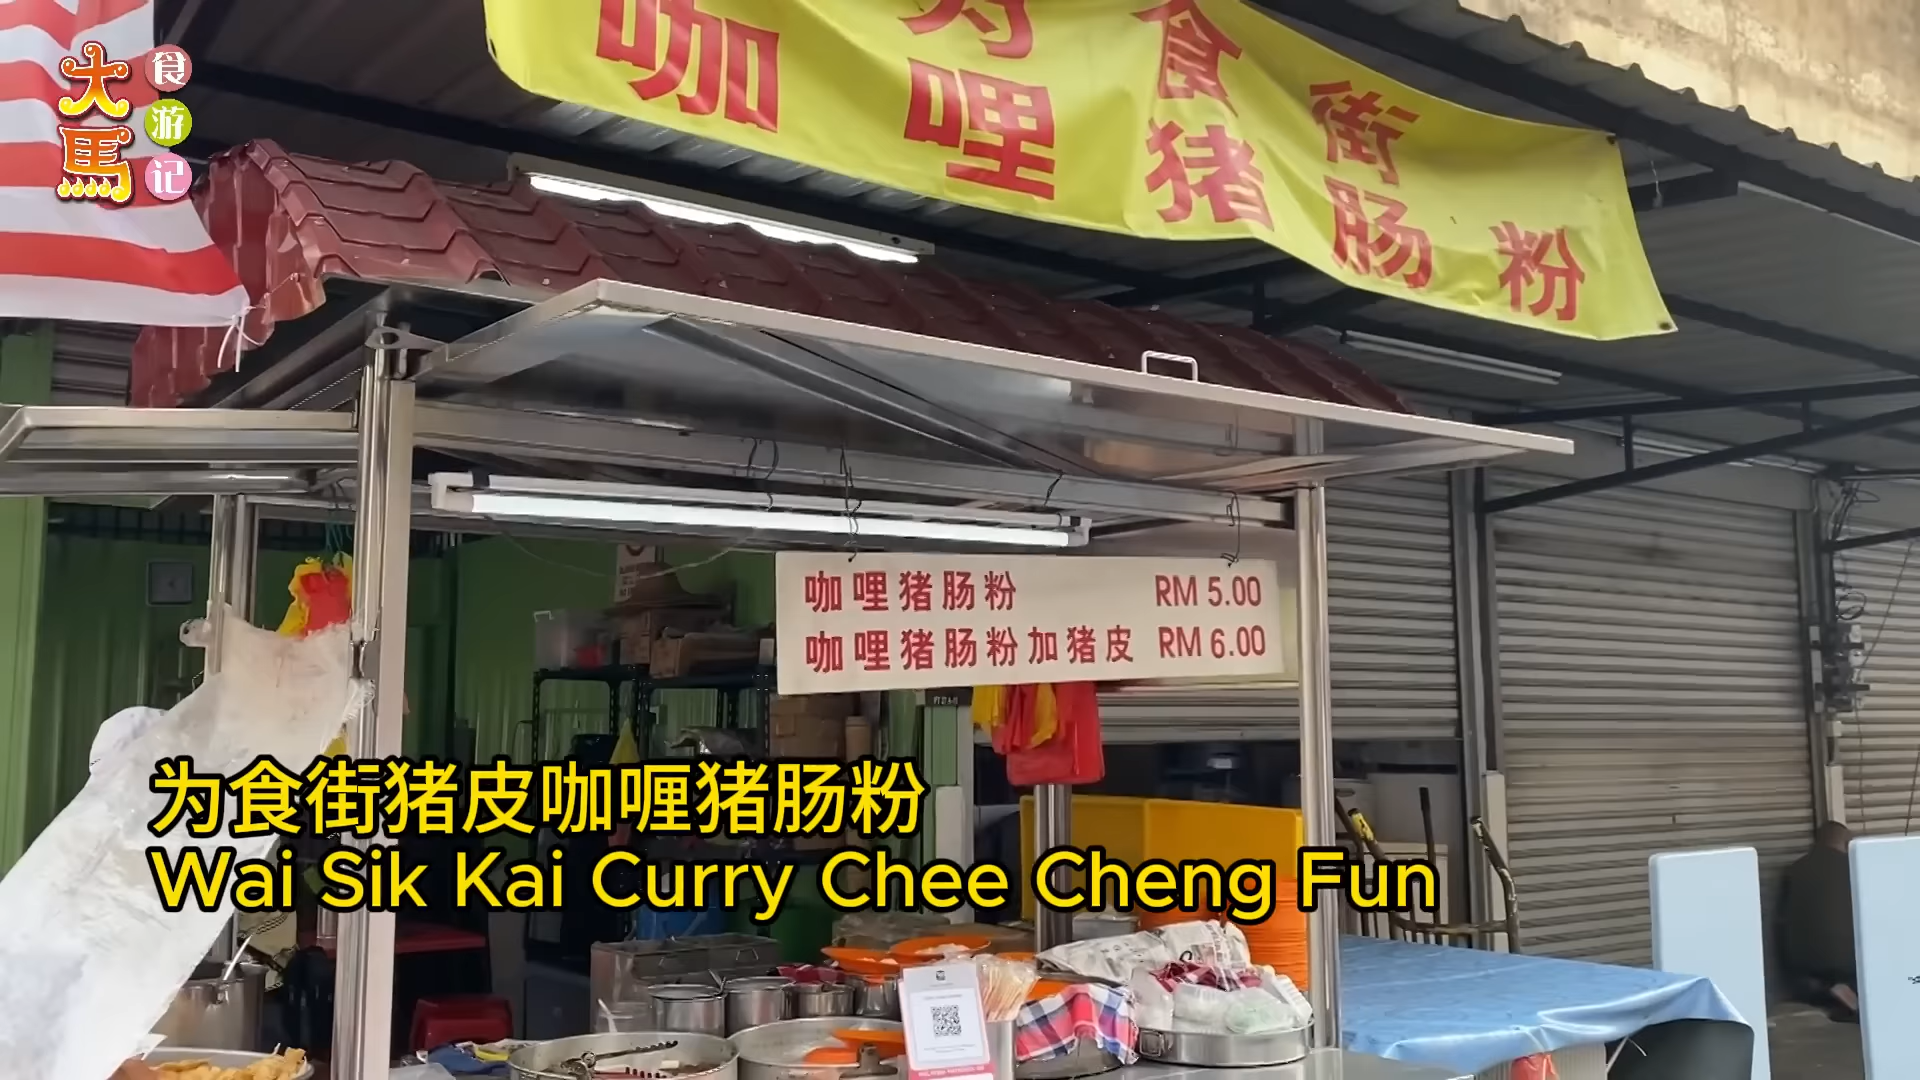 大馬
食游记
为食街
咖哩猪肠粉
咖哩猪肠粉 RM 5.00
咖哩猪肠粉加猪皮 RM 6.00
为食街猪皮咖喱猪肠粉
Wai Sik Kai Curry Chee Cheong Fun